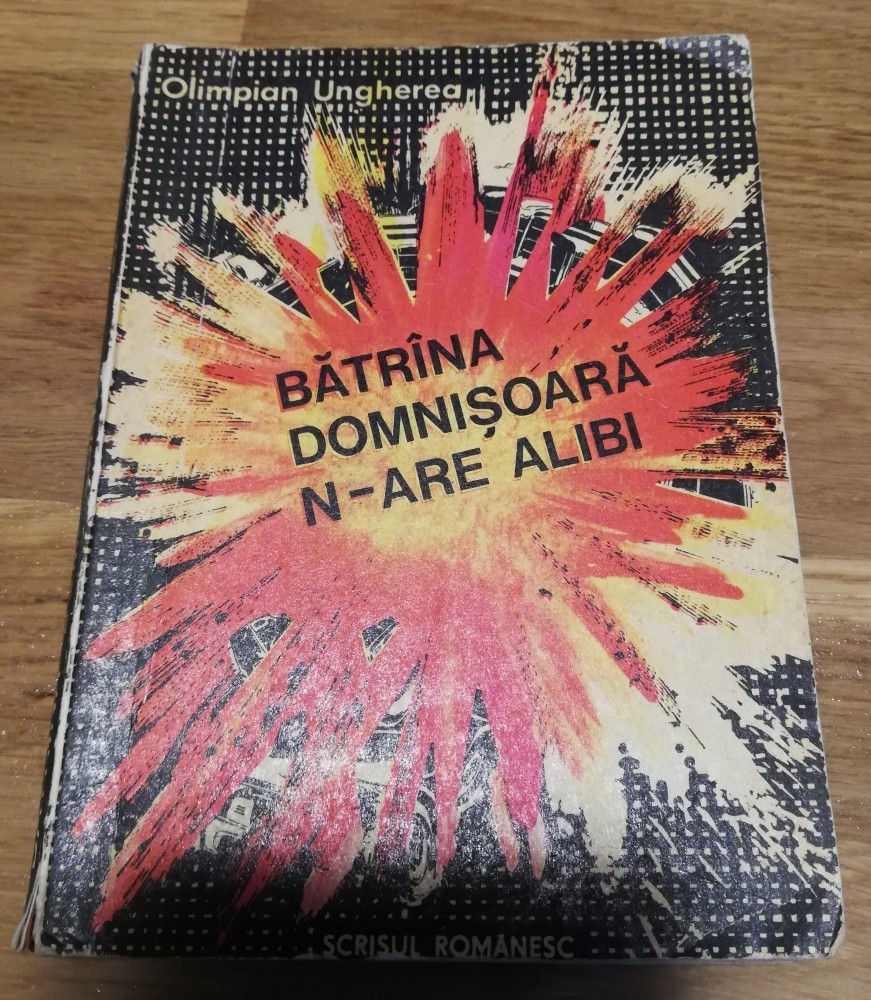 Olimpian Ungherea
BĂTRÎNA
DOMNIȘOARĂ
N-ARE ALIBI
SCRISUL ROMÂNESC